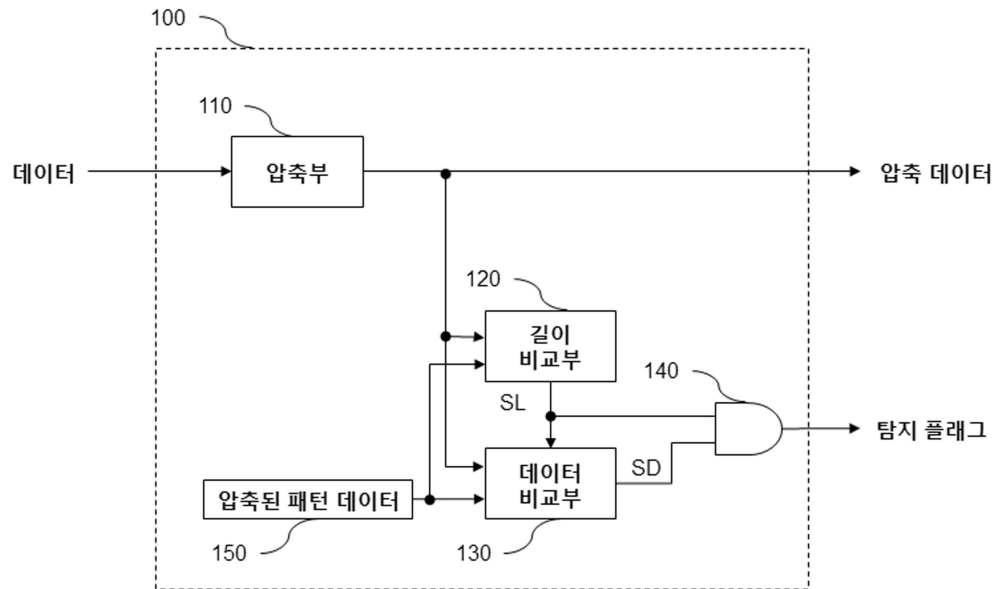 100
110
데이터
압축부
압축 데이터
120
길이
비교부
140
SL
탐지 플래그
데이터
비교부
SD
압축된 패턴 데이터
150
130